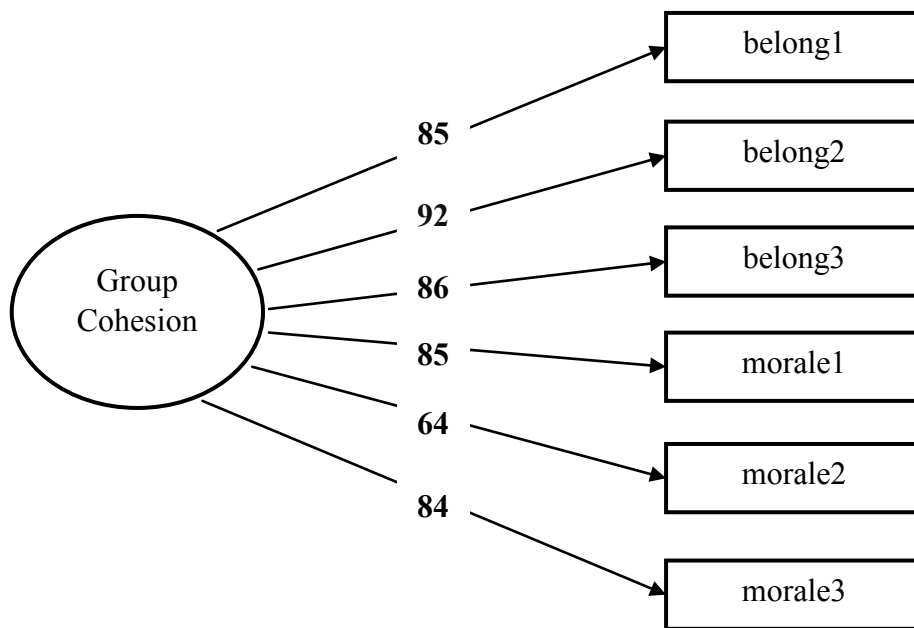 belong1
85
belong2
92
belong3
86
Group
Cohesion
morale1
85
morale2
64
84
morale3